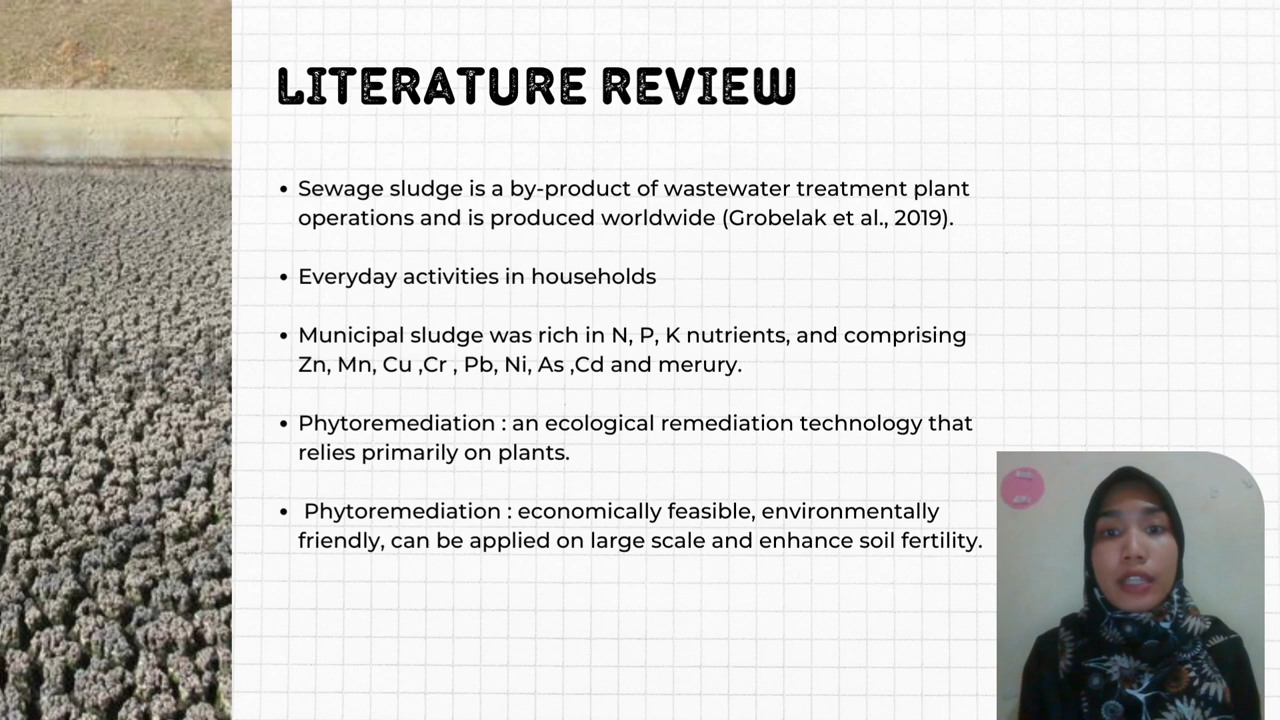 LITERATURE REVIEW
• Sewage sludge is a by-product of wastewater treatment plant
operations and is produced worldwide (Grobelak et al., 2019).
• Everyday activities in households
• Municipal sludge was rich in N, P, K nutrients, and comprising
Zn, Mn, Cu ,Cr , Pb, Ni, As ,Cd and merury.
• Phytoremediation : an ecological remediation technology that
relies primarily on plants.
• Phytoremediation : economically feasible, environmentally
friendly, can be applied on large scale and enhance soil fertility.